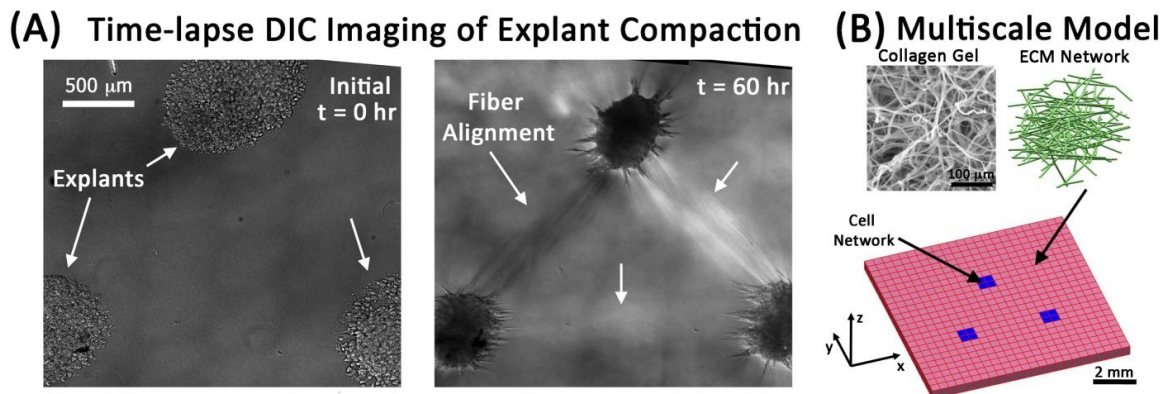 (A) Time-lapse DIC Imaging of Explant Compaction
500 μm
Initial
t = 0 hr
Explants
t = 60 hr
Fiber
Alignment
(B) Multiscale Model
Collagen Gel
ECM Network
100 μm
Cell
Network
z
y
x
2 mm